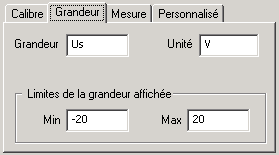 Calibre Grandeur Mesure Personnalisé
Grandeur Us Unité V
Limites de la grandeur affichée
Min -20 Max 20